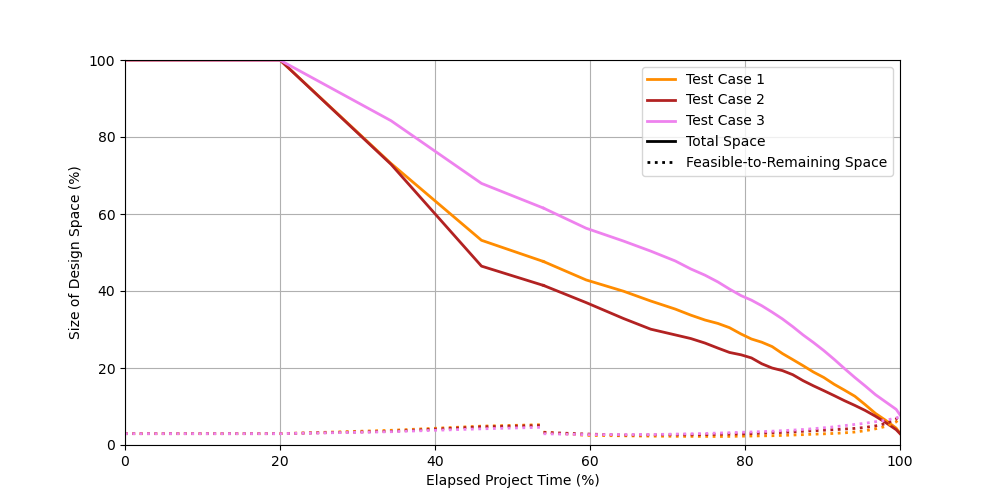 100
80
60
40
20
0
Size of Design Space (%)
Test Case 1
Test Case 2
Test Case 3
Total Space
Feasible-to-Remaining Space
0 20 40 60 80 100
Elapsed Project Time (%)